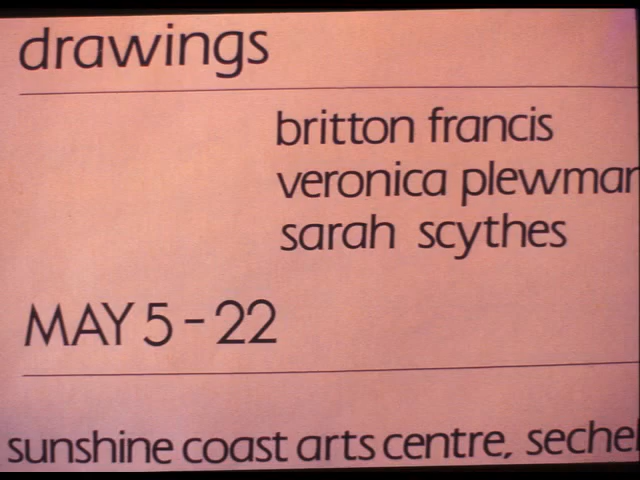 drawings
britton francis
veronica plewman
sarah scythes
MAY 5-22
sunshine coast arts centre, sechel